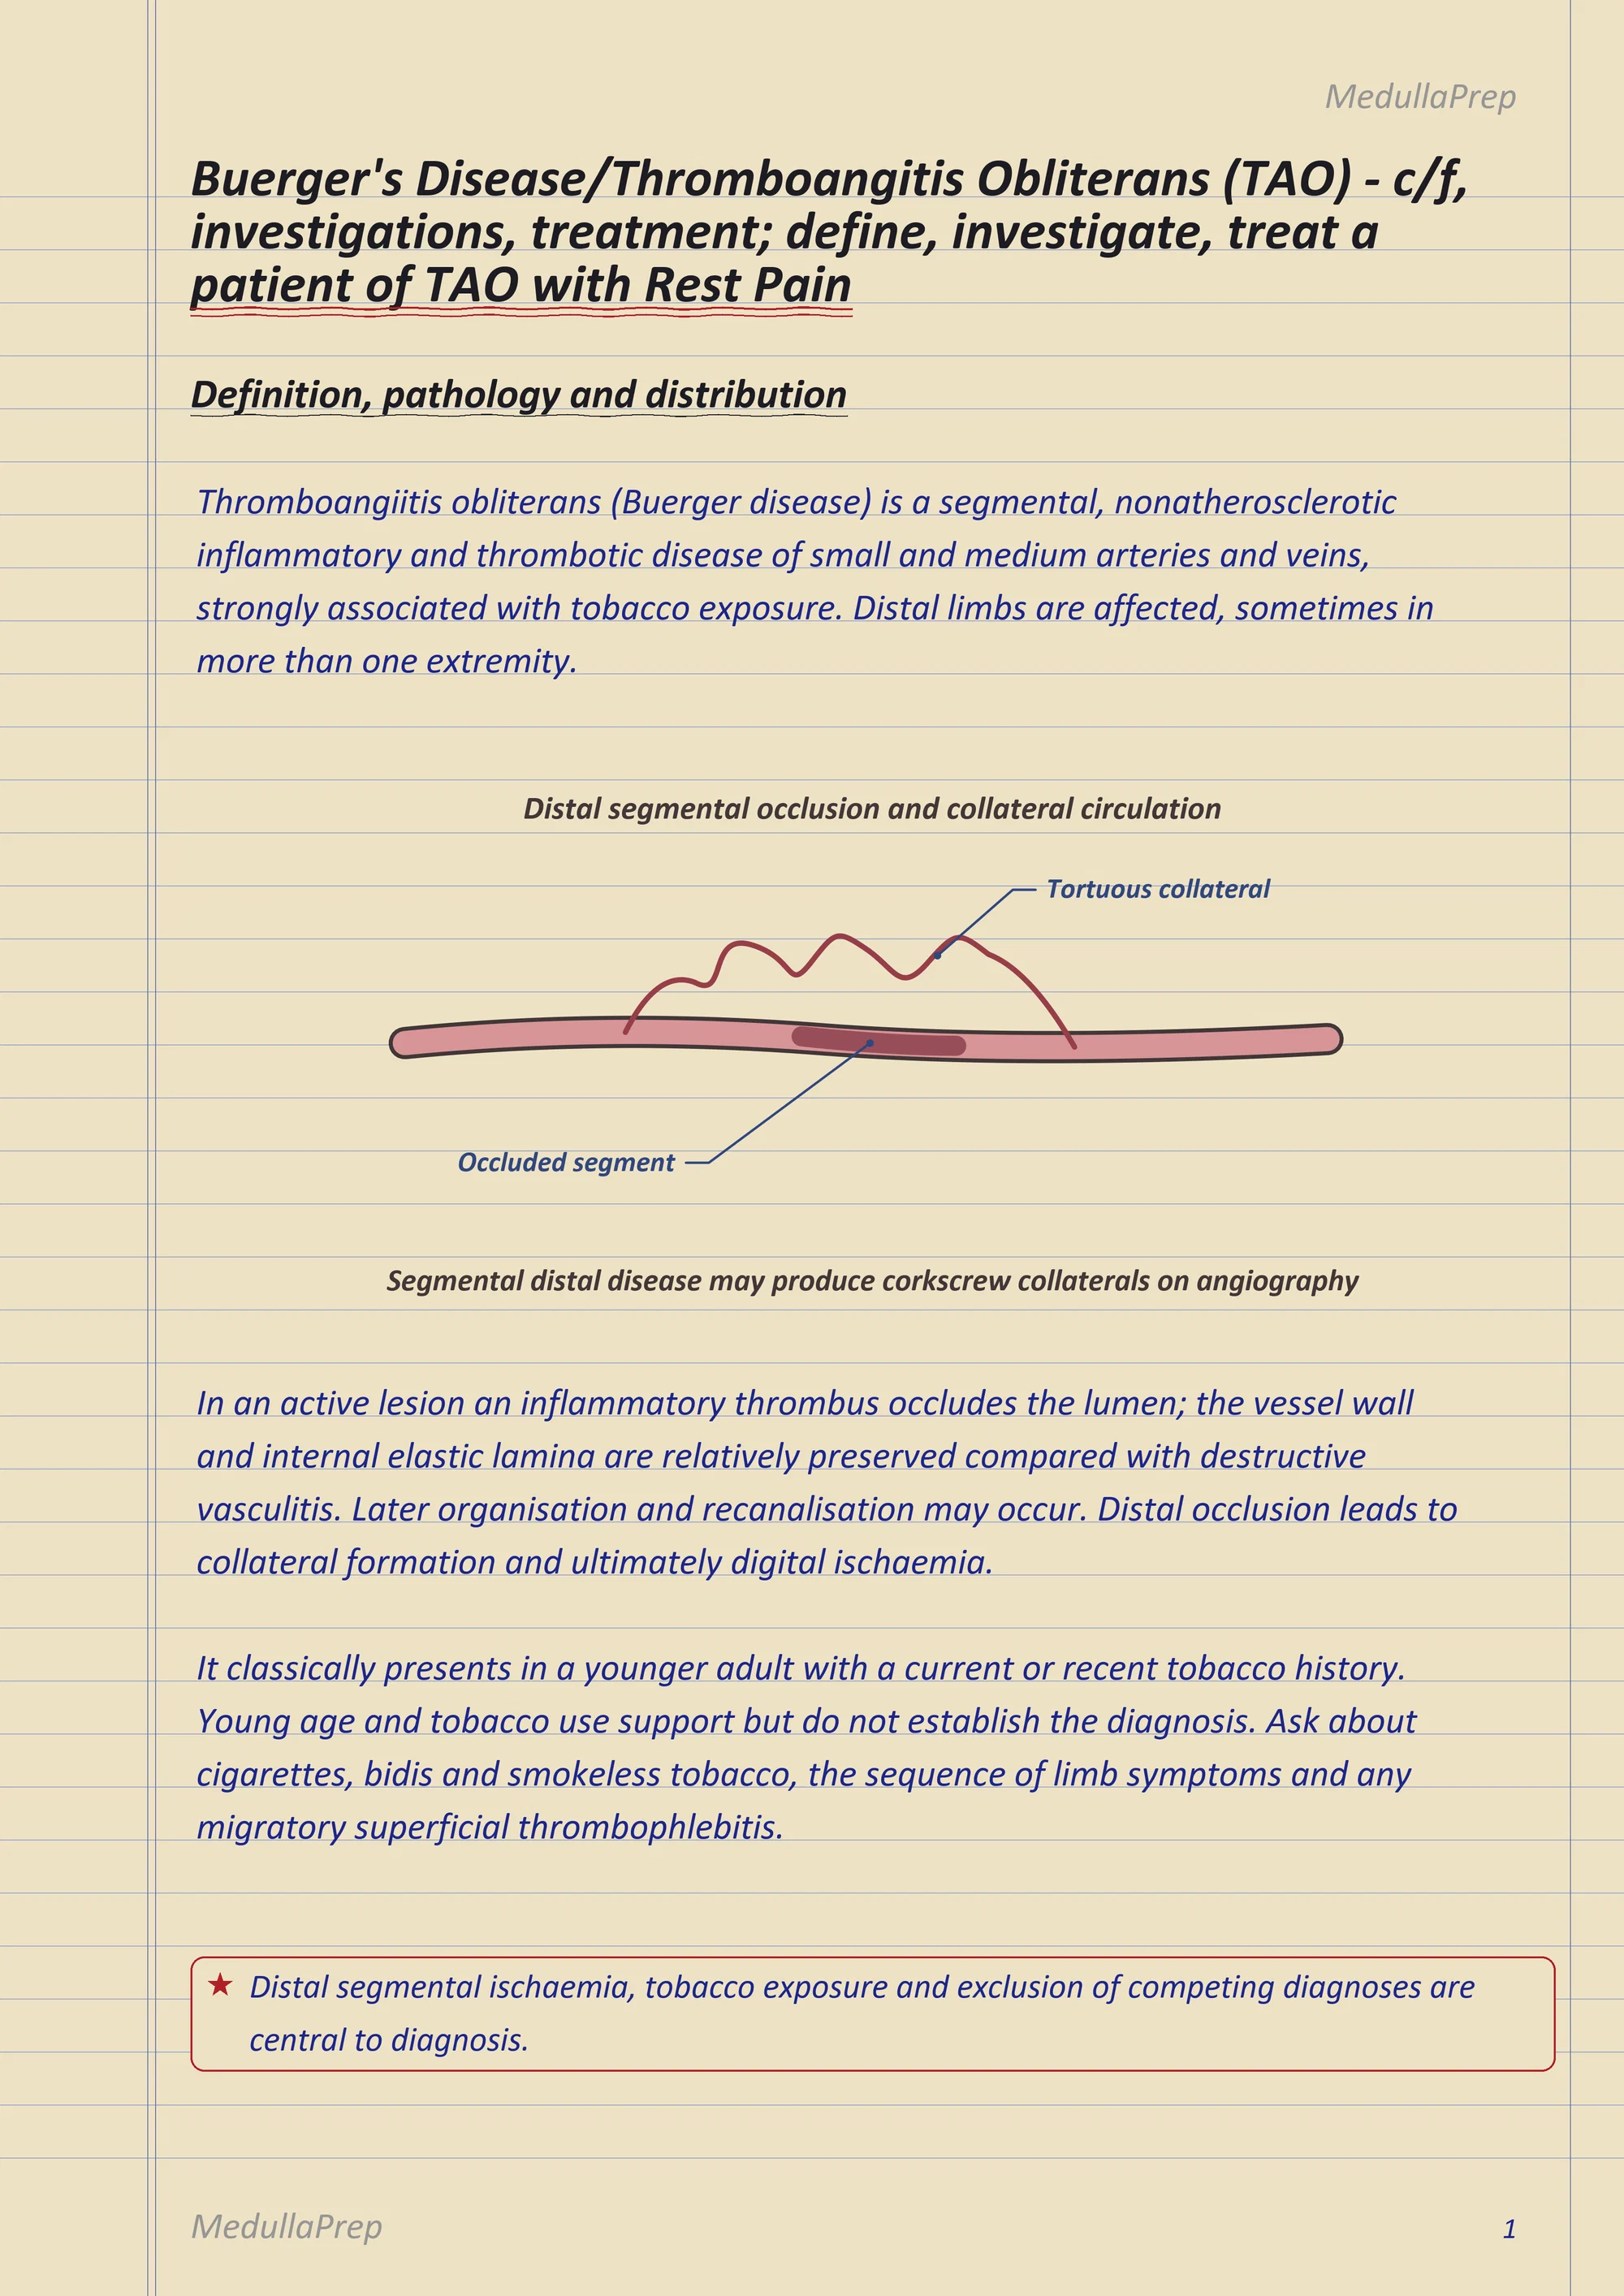 MedullaPrep
Buerger's Disease/Thromboangitis Obliterans (TAO) - c/f,
investigations, treatment; define, investigate, treat a
patient of TAO with Rest Pain
Definition, pathology and distribution
Thromboangiitis obliterans (Buerger disease) is a segmental, nonatherosclerotic
inflammatory and thrombotic disease of small and medium arteries and veins,
strongly associated with tobacco exposure. Distal limbs are affected, sometimes in
more than one extremity.
Distal segmental occlusion and collateral circulation
Tortuous collateral
Occluded segment
Segmental distal disease may produce corkscrew collaterals on angiography
In an active lesion an inflammatory thrombus occludes the lumen; the vessel wall
and internal elastic lamina are relatively preserved compared with destructive
vasculitis. Later organisation and recanalisation may occur. Distal occlusion leads to
collateral formation and ultimately digital ischaemia.
It classically presents in a younger adult with a current or recent tobacco history.
Young age and tobacco use support but do not establish the diagnosis. Ask about
cigarettes, bidis and smokeless tobacco, the sequence of limb symptoms and any
migratory superficial thrombophlebitis.
★ Distal segmental ischaemia, tobacco exposure and exclusion of competing diagnoses are
central to diagnosis.
MedullaPrep
1